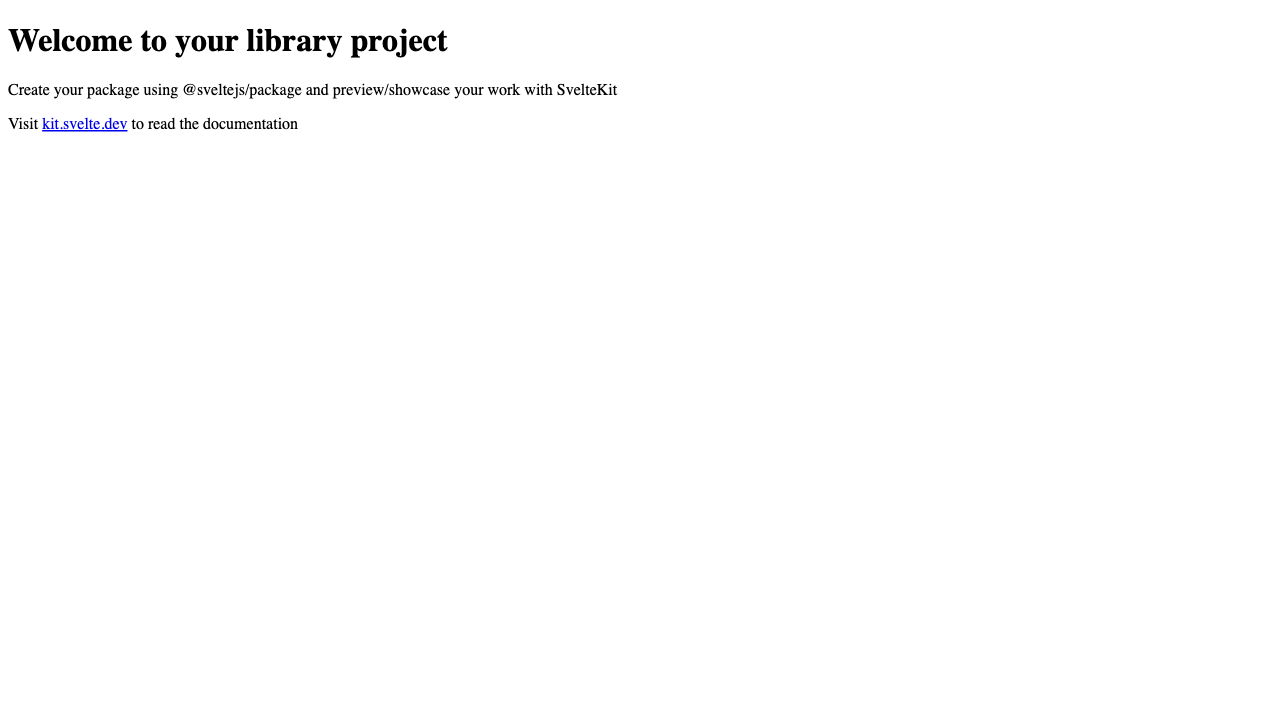 Welcome to your library project
Create your package using @sveltejs/package and preview/showcase your work with SvelteKit
Visit kit.svelte.dev to read the documentation